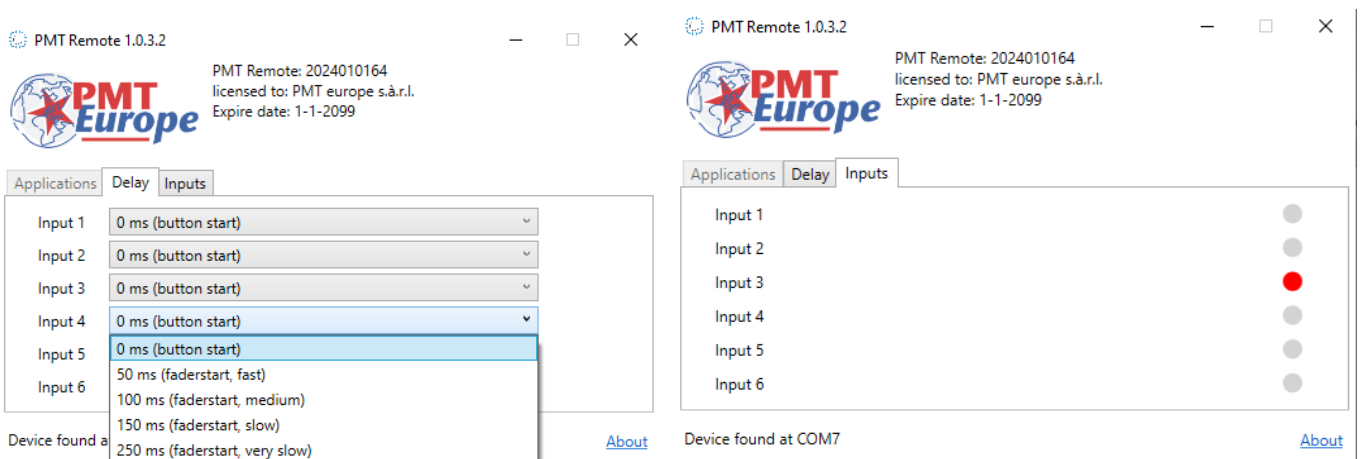 PMT Remote 1.0.3.2
PMT
Europe
PMT Remote: 2024010164
licensed to: PMT europe s.à.r.l.
Expire date: 1-1-2099
Applications Delay Inputs
Input 1 0 ms (button start)
Input 2 0 ms (button start)
Input 3 0 ms (button start)
Input 4 0 ms (button start)
Input 5 0 ms (button start)
50 ms (faderstart, fast)
Input 6 100 ms (faderstart, medium)
150 ms (faderstart, slow)
Device found a 250 ms (faderstart, very slow) About
PMT Remote 1.0.3.2
PMT
Europe
PMT Remote: 2024010164
licensed to: PMT europe s.à.r.l.
Expire date: 1-1-2099
Applications Delay Inputs
Input 1
Input 2
Input 3
Input 4
Input 5
Input 6
Device found at COM7 About